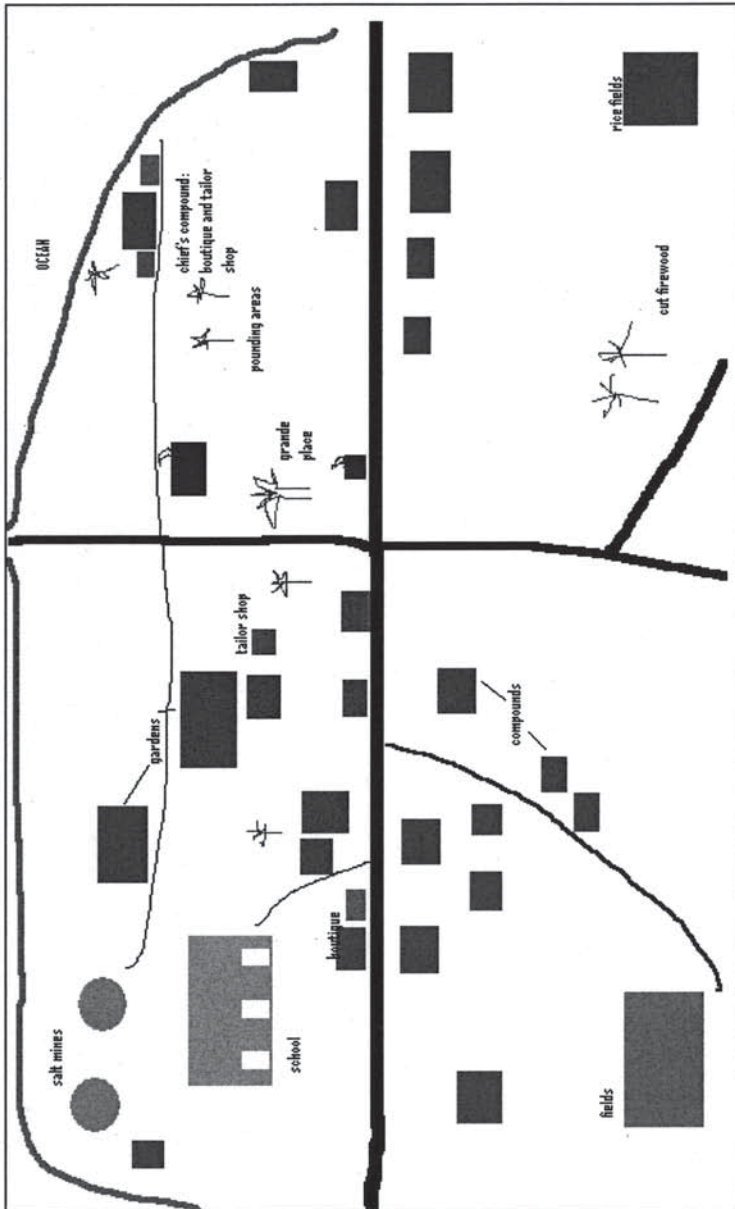 OCEAN
salt mines
gardens
chief's compound:
boutique and tailor
shop
pounding areas
grande
place
tailor shop
school
boutique
compounds
fields
cut firewood
rice fields